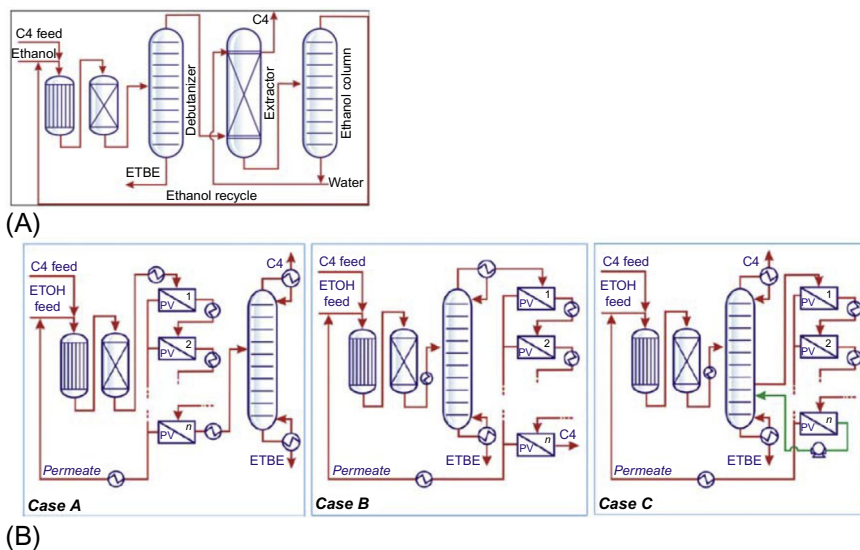 C4 feed
Ethanol
C4
Debutanizer
Extractor
Ethanol column
ETBE
Water
Ethanol recycle
(A)
C4 feed
ETOH
feed
PV 1
PV 2
PV n
C4
Permeate
ETBE
Case A
C4 feed
ETOH
feed
PV 1
PV 2
PV n
C4
Permeate
ETBE
Case B
C4 feed
ETOH
feed
C4
PV 1
PV 2
PV n
Permeate
ETBE
Case C
(B)